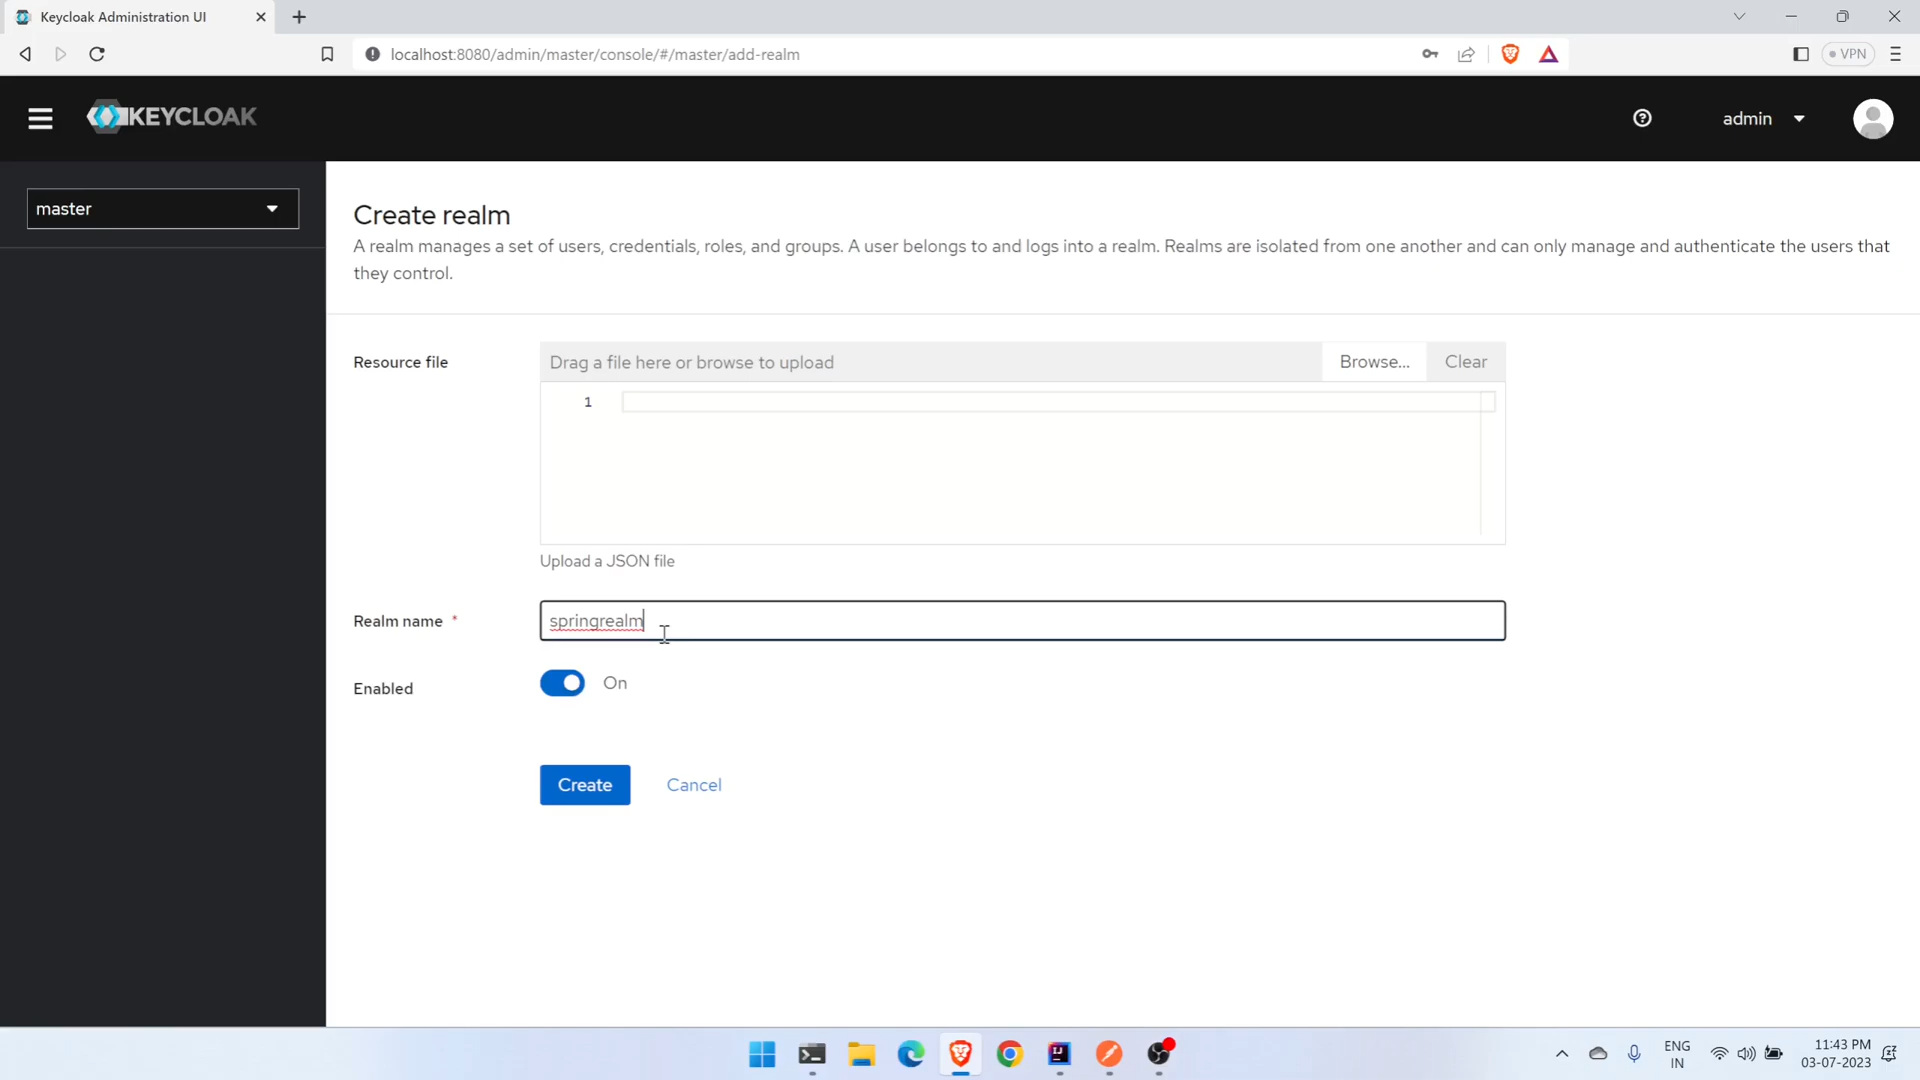 Keycloak Administration UI
localhost:8080/admin/master/console/#/master/add-realm
VPN
KEYCLOAK
admin
master
Create realm
A realm manages a set of users, credentials, roles, and groups. A user belongs to and logs into a realm. Realms are isolated from one another and can only manage and authenticate the users that
they control.
Resource file
Drag a file here or browse to upload
Browse...
Clear
1
Upload a JSON file
Realm name *
springrealm
Enabled
On
Create
Cancel
ENG
IN
11:43 PM
03-07-2023